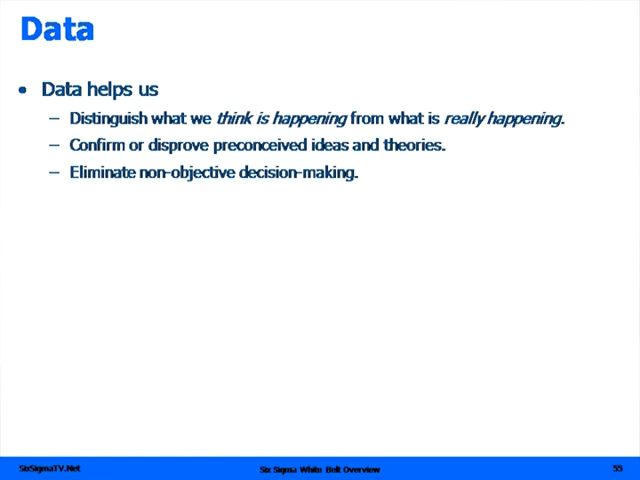 Data
• Data helps us
– Distinguish what we think is happening from what is really happening.
– Confirm or disprove preconceived ideas and theories.
– Eliminate non-objective decision-making.
SixSigmaTV.Net
Six Sigma White Belt Overview
55